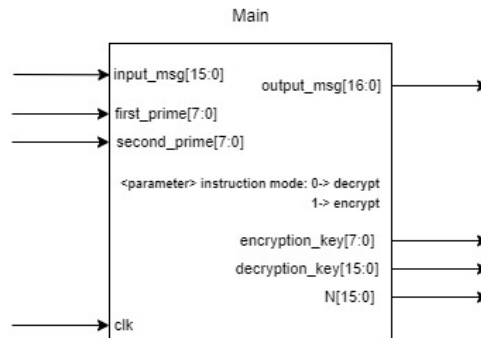 Main
input_msg[15:0]
output_msg[16:0]
first_prime[7:0]
second_prime[7:0]
<parameter> instruction mode: 0-> decrypt
1-> encrypt
encryption_key[7:0]
decryption_key[15:0]
N[15:0]
clk